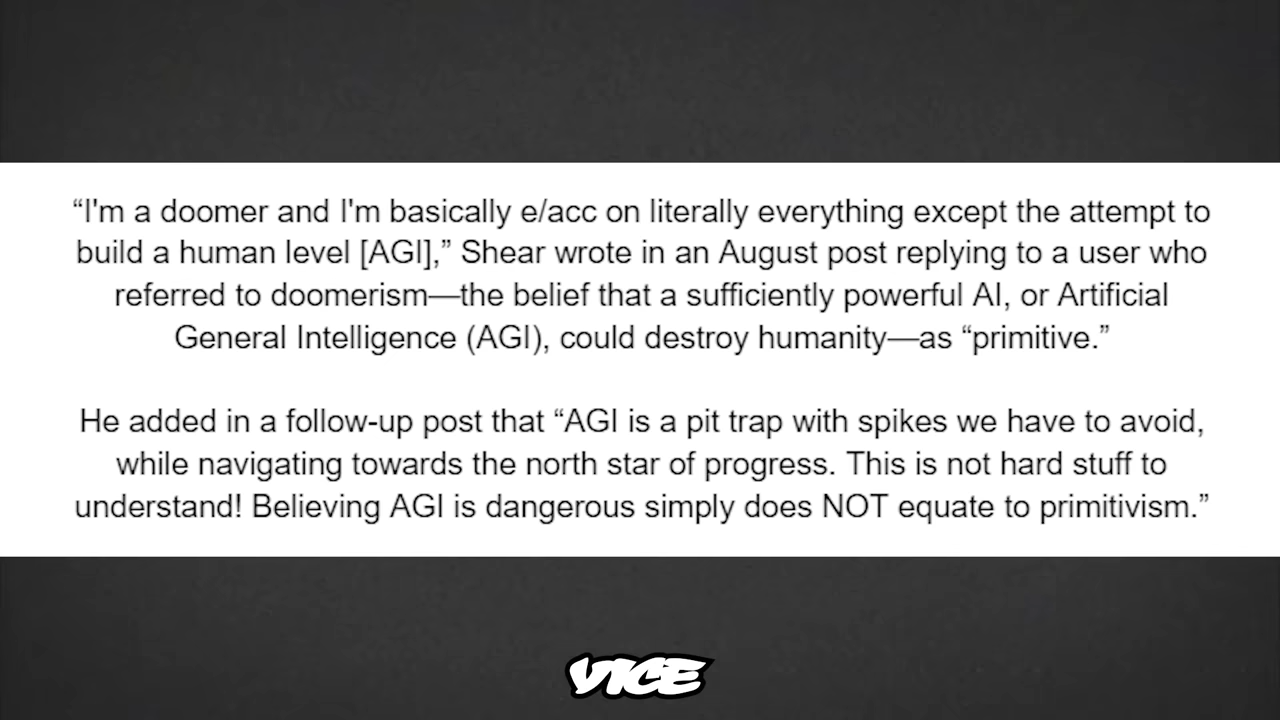 “I'm a doomer and I'm basically e/acc on literally everything except the attempt to
build a human level [AGI],” Shear wrote in an August post replying to a user who
referred to doomerism—the belief that a sufficiently powerful AI, or Artificial
General Intelligence (AGI), could destroy humanity—as “primitive.”
He added in a follow-up post that “AGI is a pit trap with spikes we have to avoid,
while navigating towards the north star of progress. This is not hard stuff to
understand! Believing AGI is dangerous simply does NOT equate to primitivism.”
VICE